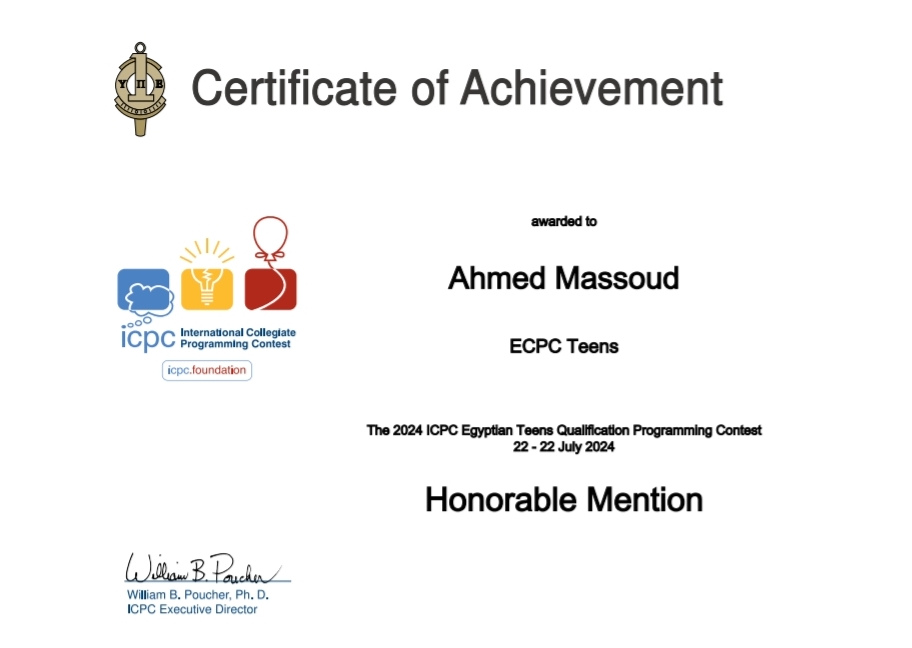 Υ Π Ε
Certificate of Achievement
awarded to
Ahmed Massoud
ECPC Teens
icpc International Collegiate
Programming Contest
icpc.foundation
The 2024 ICPC Egyptian Teens Qualification Programming Contest
22 - 22 July 2024
Honorable Mention
William B. Poucher
William B. Poucher, Ph. D.
ICPC Executive Director